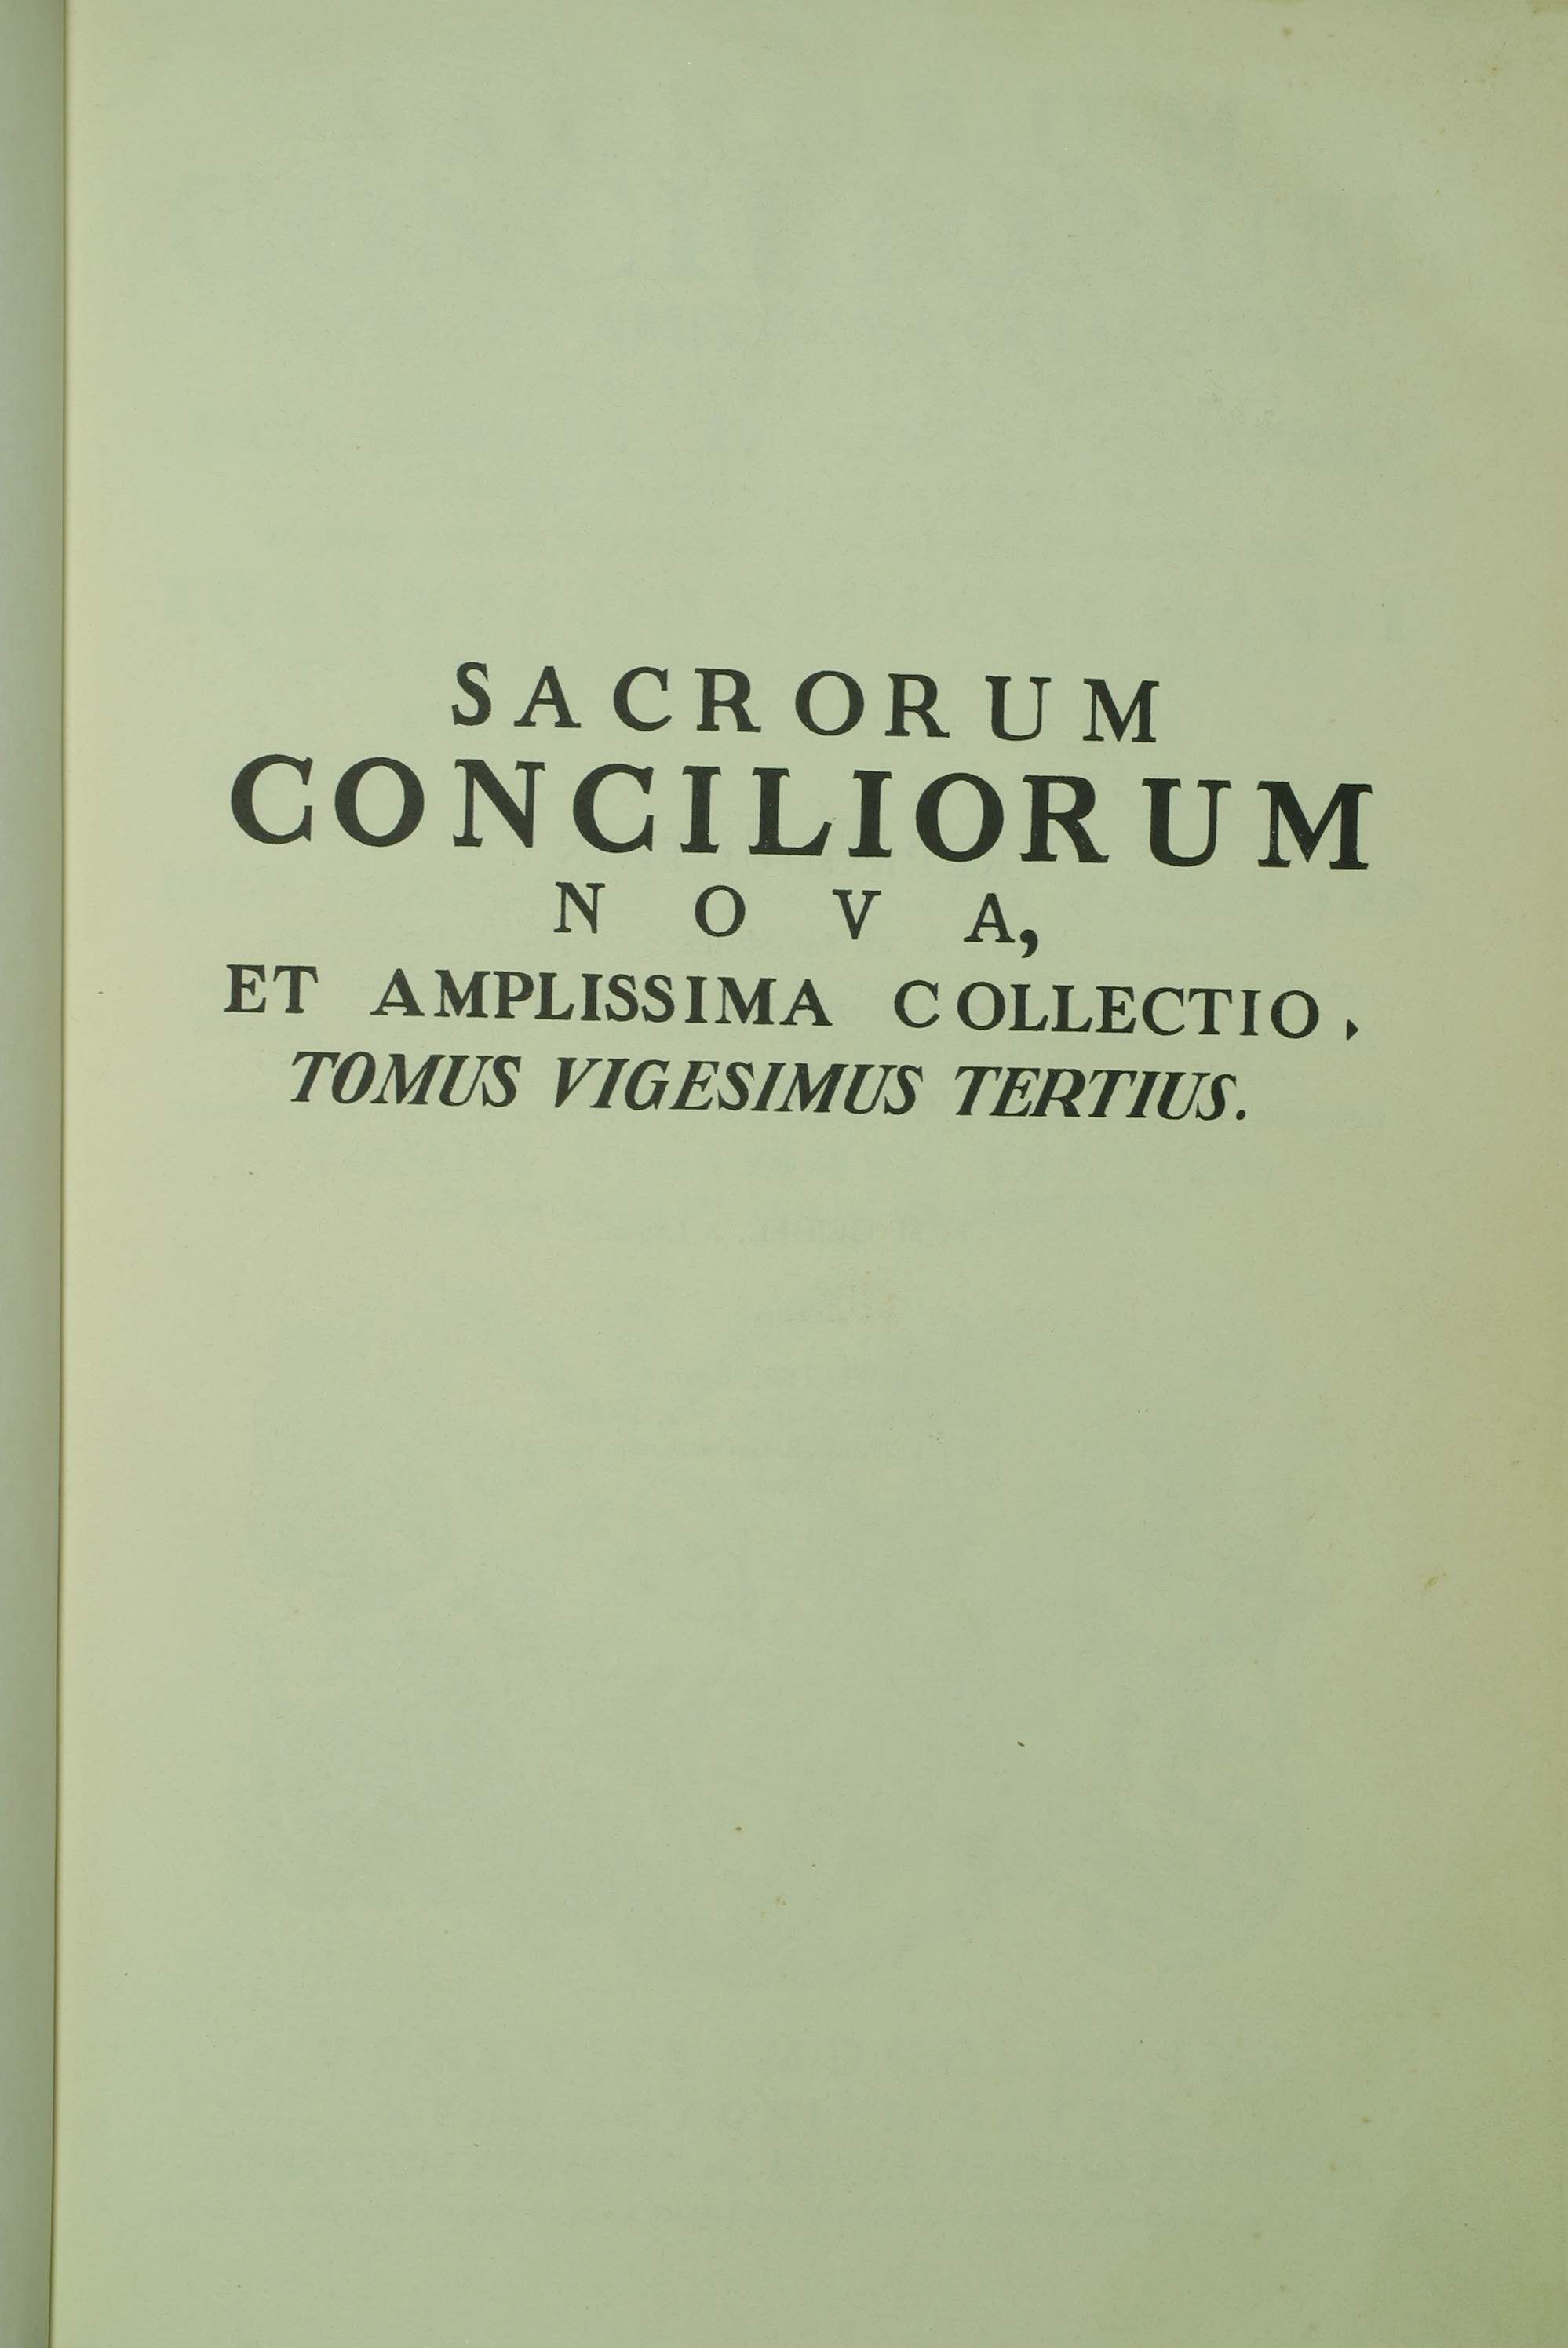 SACRORUM
CONCILIORUM
NOVA,
ET AMPLISSIMA COLLECTIO,
TOMUS VIGESIMUS TERTIUS.